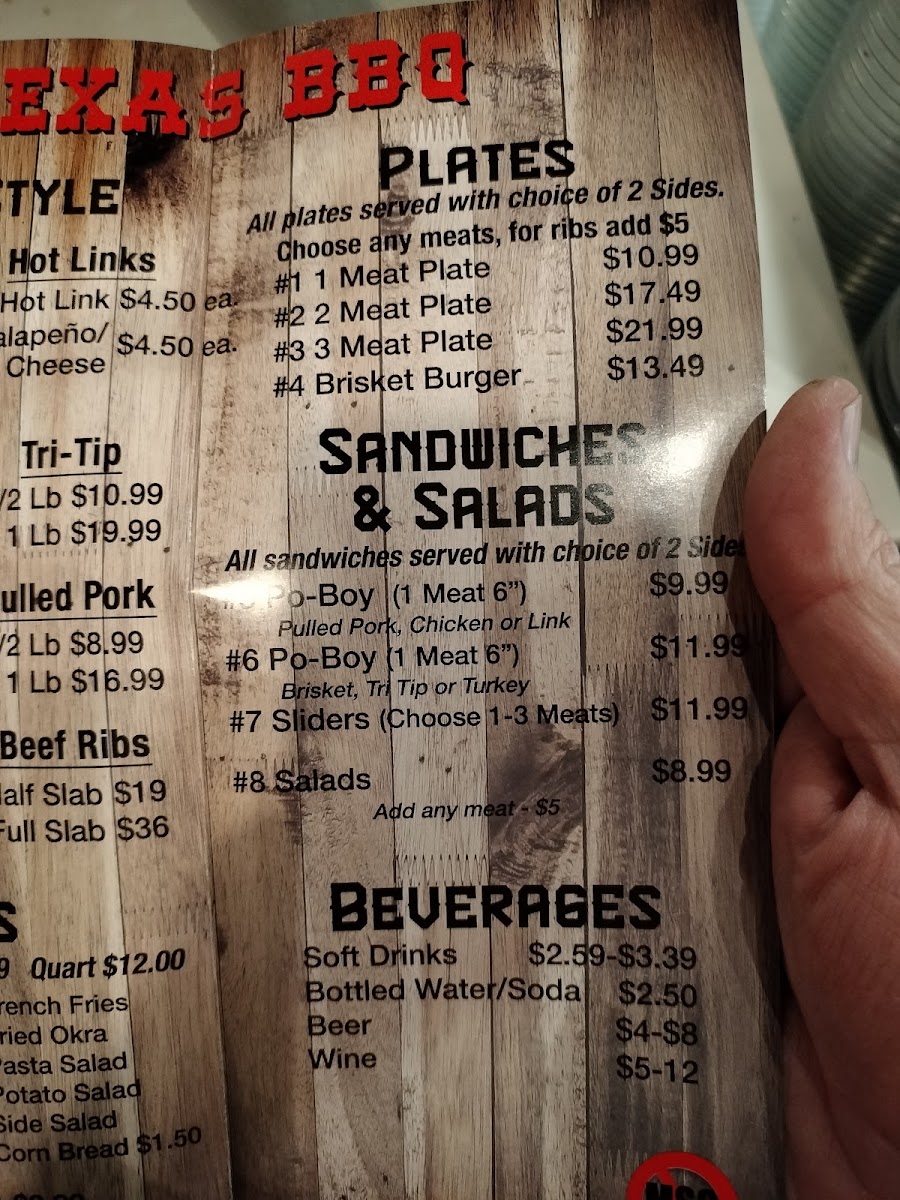 EXAS BBQ
STYLE
Hot Links
Hot Link $4.50 ea.
alapeño/
Cheese $4.50 ea.
Tri-Tip
/2 Lb $10.99
1 Lb $19.99
ulled Pork
/2 Lb $8.99
1 Lb $16.99
Beef Ribs
Half Slab $19
Full Slab $36
S
9 Quart $12.00
rench Fries
ried Okra
Pasta Salad
Potato Salad
Side Salad
Corn Bread $1.50
PLATES
All plates served with choice of 2 Sides.
Choose any meats, for ribs add $5
#1 1 Meat Plate $10.99
#2 2 Meat Plate $17.49
#3 3 Meat Plate $21.99
#4 Brisket Burger $13.49
SANDWICHES
& SALADS
All sandwiches served with choice of 2 Sides
Po-Boy (1 Meat 6”) $9.99
Pulled Pork, Chicken or Link
#6 Po-Boy (1 Meat 6”) $11.99
Brisket, Tri Tip or Turkey
#7 Sliders (Choose 1-3 Meats) $11.99
#8 Salads $8.99
Add any meat - $5
BEVERAGES
Soft Drinks $2.59-$3.39
Bottled Water/Soda $2.50
Beer $4-$8
Wine $5-12